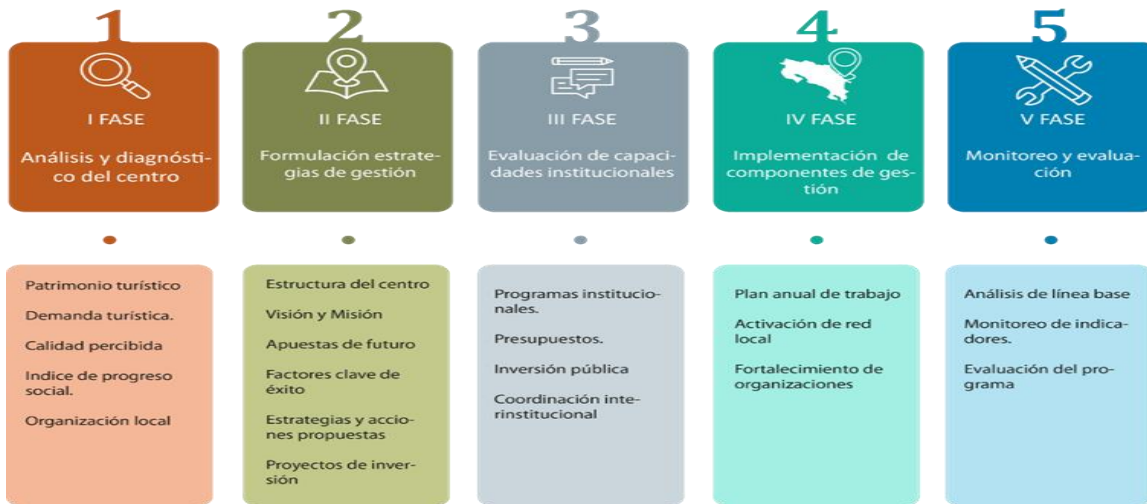 1
I FASE
Análisis y diagnósti-
co del centro
Patrimonio turístico
Demanda turística.
Calidad percibida
Indice de progreso
social.
Organización local
2
II FASE
Formulación estrate-
gias de gestión
Estructura del centro
Visión y Misión
Apuestas de futuro
Factores clave de
éxito
Estrategias y accio-
nes propuestas
Proyectos de inver-
sión
3
III FASE
Evaluación de capaci-
dades institucionales
Programas institucio-
nales.
Presupuestos.
Inversión pública
Coordinación inte-
rinstitucional
4
IV FASE
Implementación de
componentes de ges-
tión
Plan anual de trabajo
Activación de red
local
Fortalecimiento de
organizaciones
5
V FASE
Monitoreo y evalua-
ción
Análisis de línea base
Monitoreo de indica-
dores.
Evaluación del pro-
grama